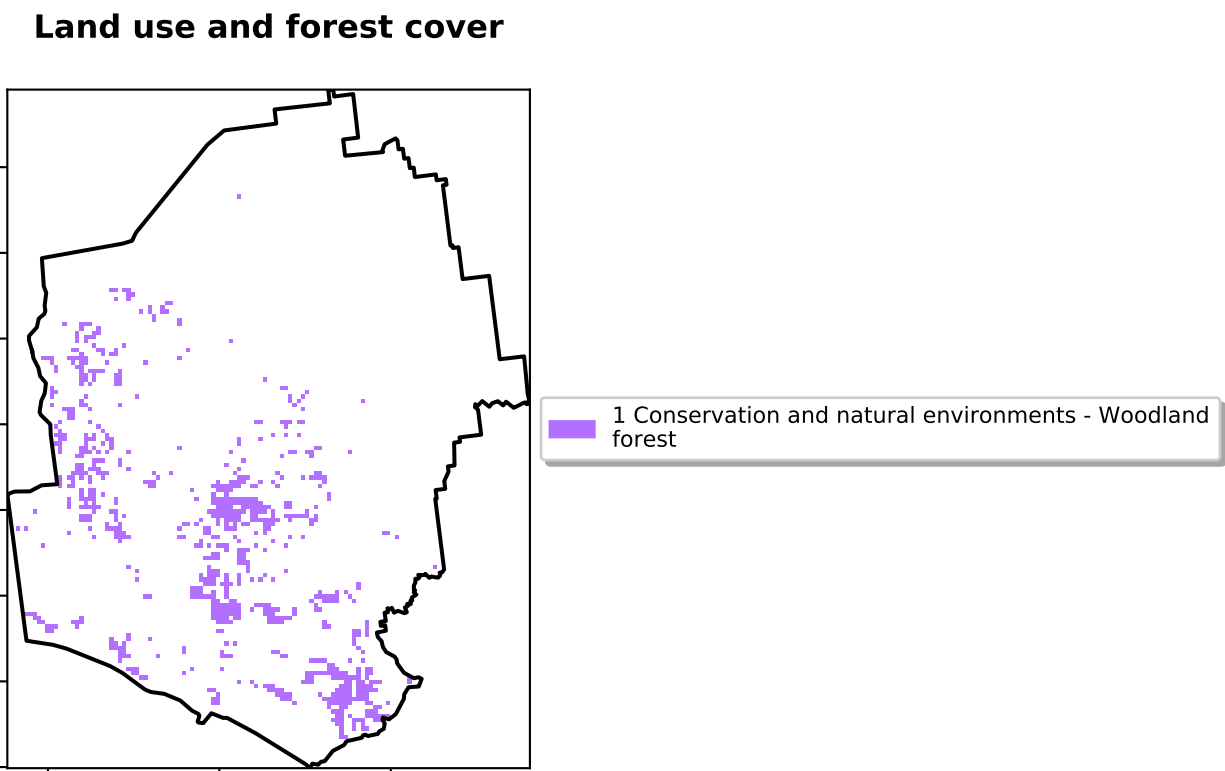 Land use and forest cover
1 Conservation and natural environments - Woodland
forest